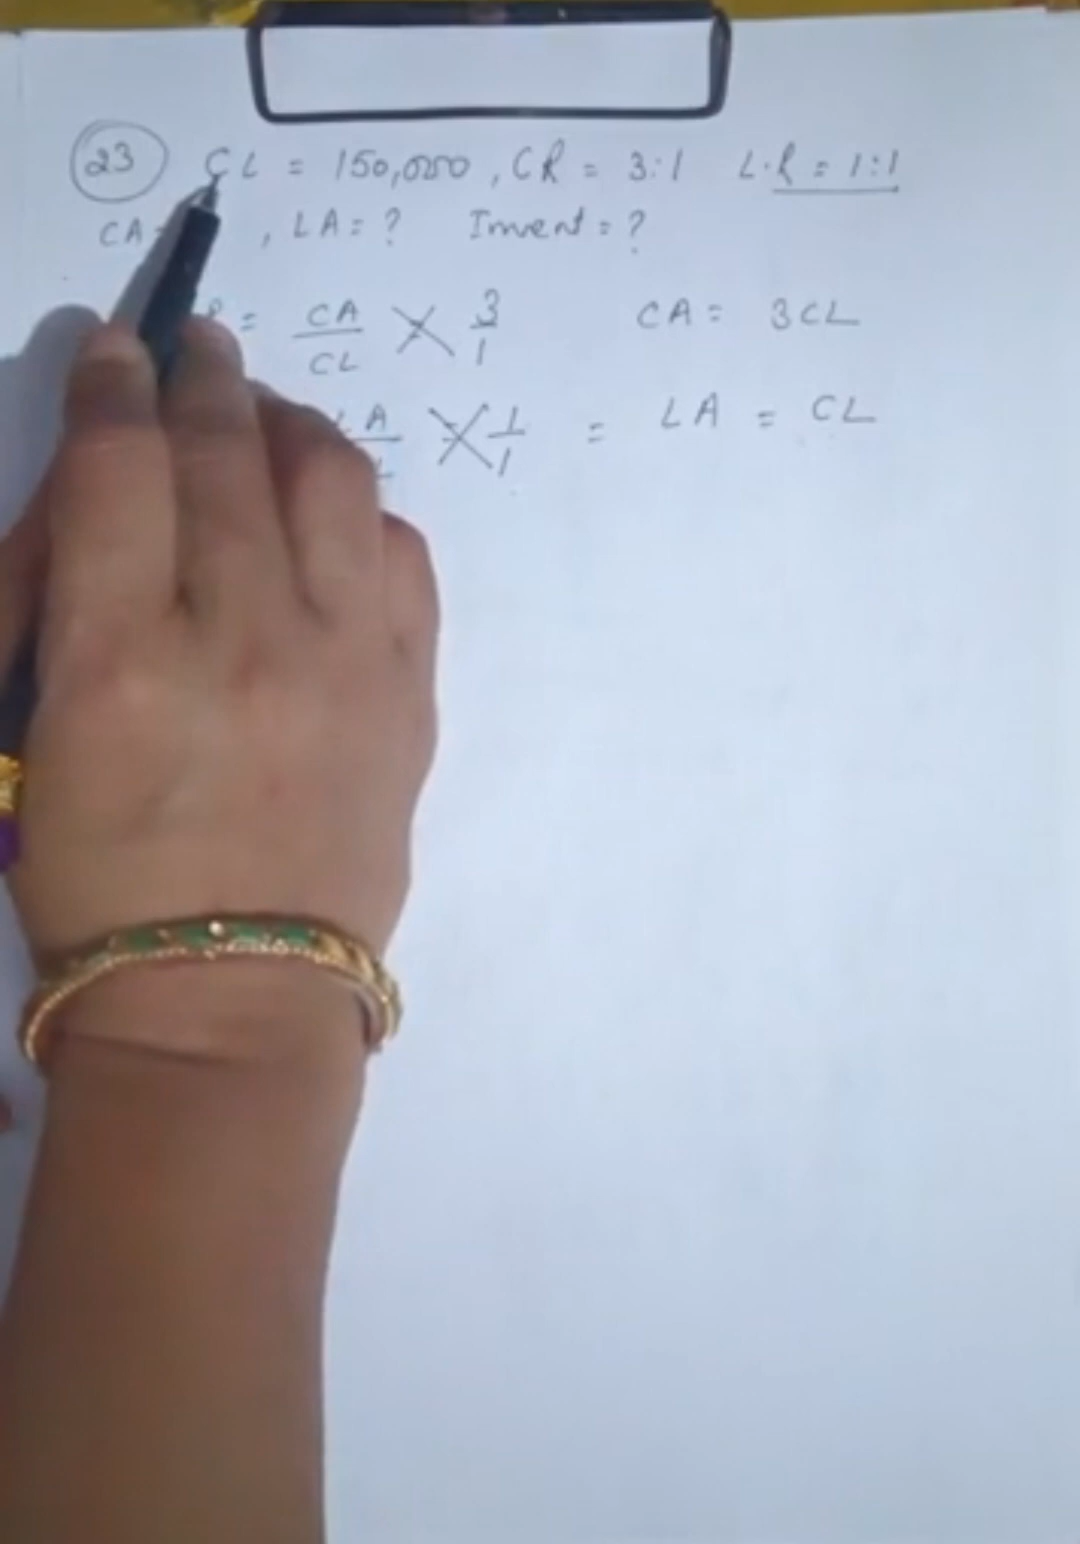 23 CL = 150,000, CR = 3:1 L.R = 1:1
CA , LA = ? Invent = ?
= CA/CL = 3/1 CA = 3CL
= 1/1 = LA = CL